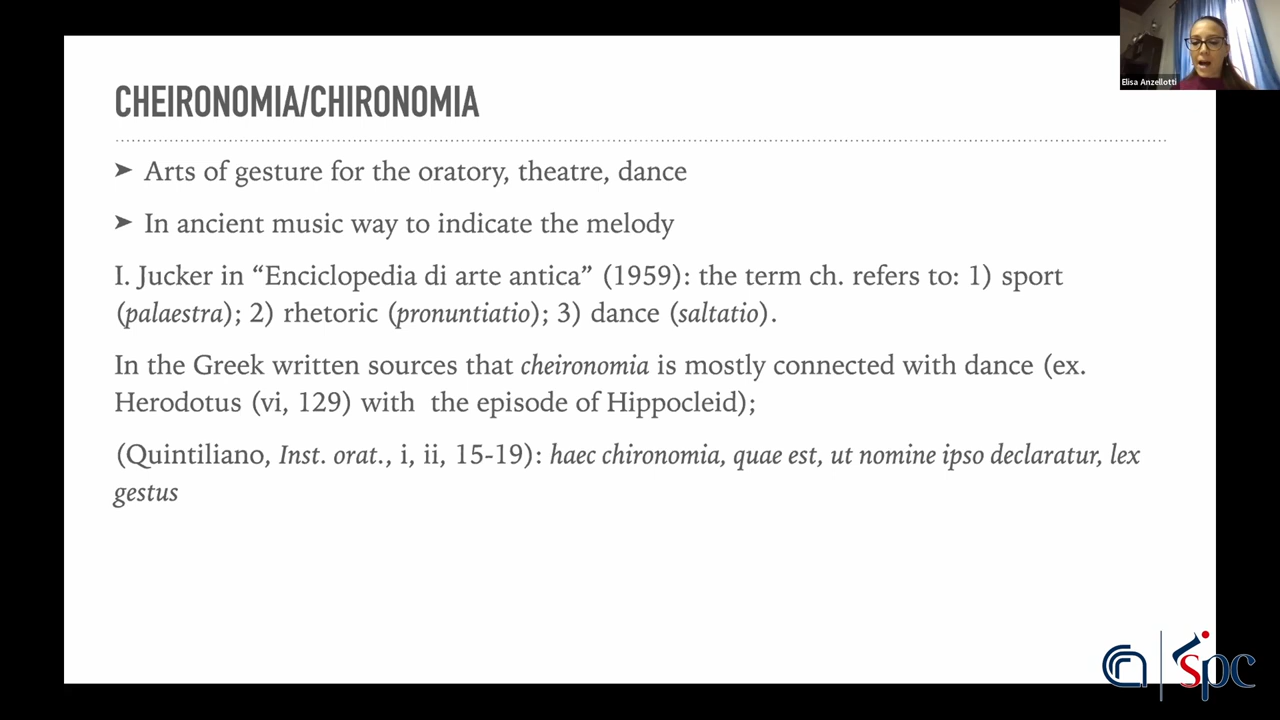 Elisa Anzellotti
CHEIRONOMIA/CHIRONOMIA
➤ Arts of gesture for the oratory, theatre, dance
➤ In ancient music way to indicate the melody
I. Jucker in “Enciclopedia di arte antica” (1959): the term ch. refers to: 1) sport
(palaestra); 2) rhetoric (pronuntiatio); 3) dance (saltatio).
In the Greek written sources that cheironomia is mostly connected with dance (ex.
Herodotus (vi, 129) with  the episode of Hippocleid);
(Quintiliano, Inst. orat., i, ii, 15-19): haec chironomia, quae est, ut nomine ipso declaratur, lex
gestus
spc